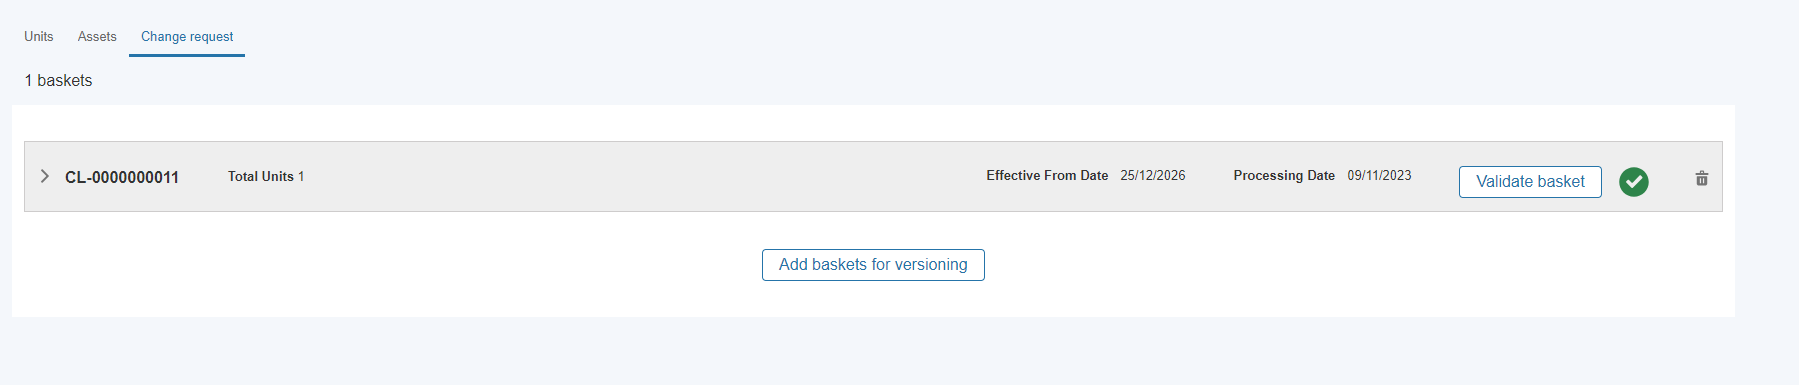 Units Assets Change request
1 baskets
CL-0000000011 Total Units 1 Effective From Date 25/12/2026 Processing Date 09/11/2023 Validate basket
Add baskets for versioning